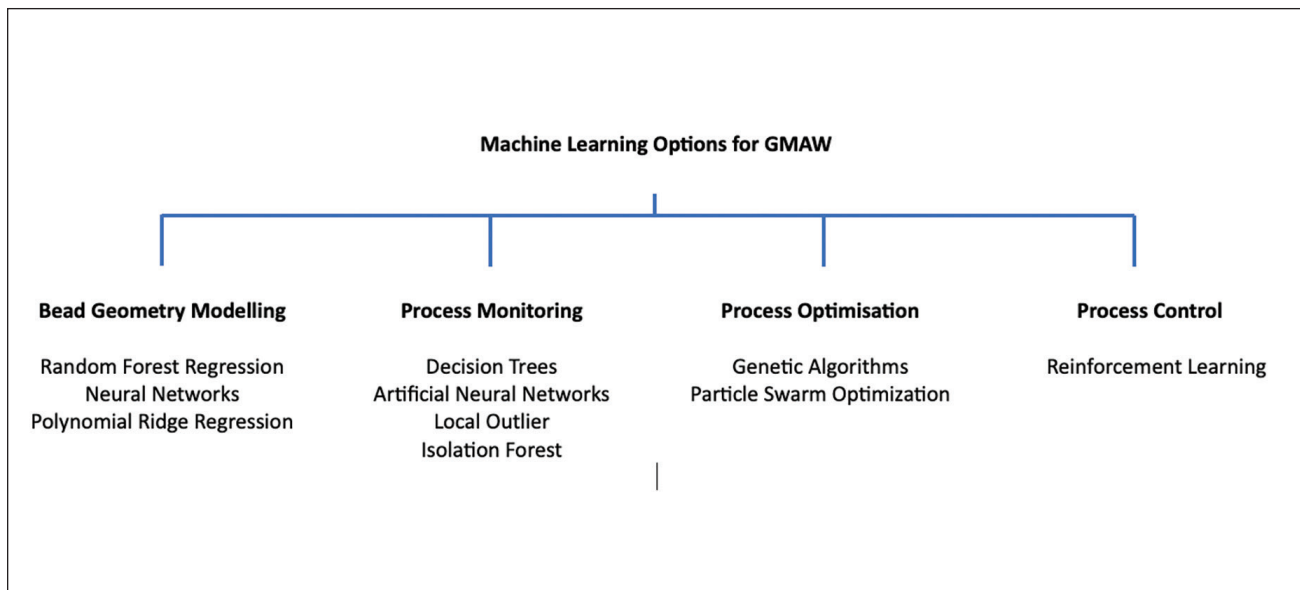 Machine Learning Options for GMAW
Bead Geometry Modelling
Random Forest Regression
Neural Networks
Polynomial Ridge Regression
Process Monitoring
Decision Trees
Artificial Neural Networks
Local Outlier
Isolation Forest
Process Optimisation
Genetic Algorithms
Particle Swarm Optimization
Process Control
Reinforcement Learning